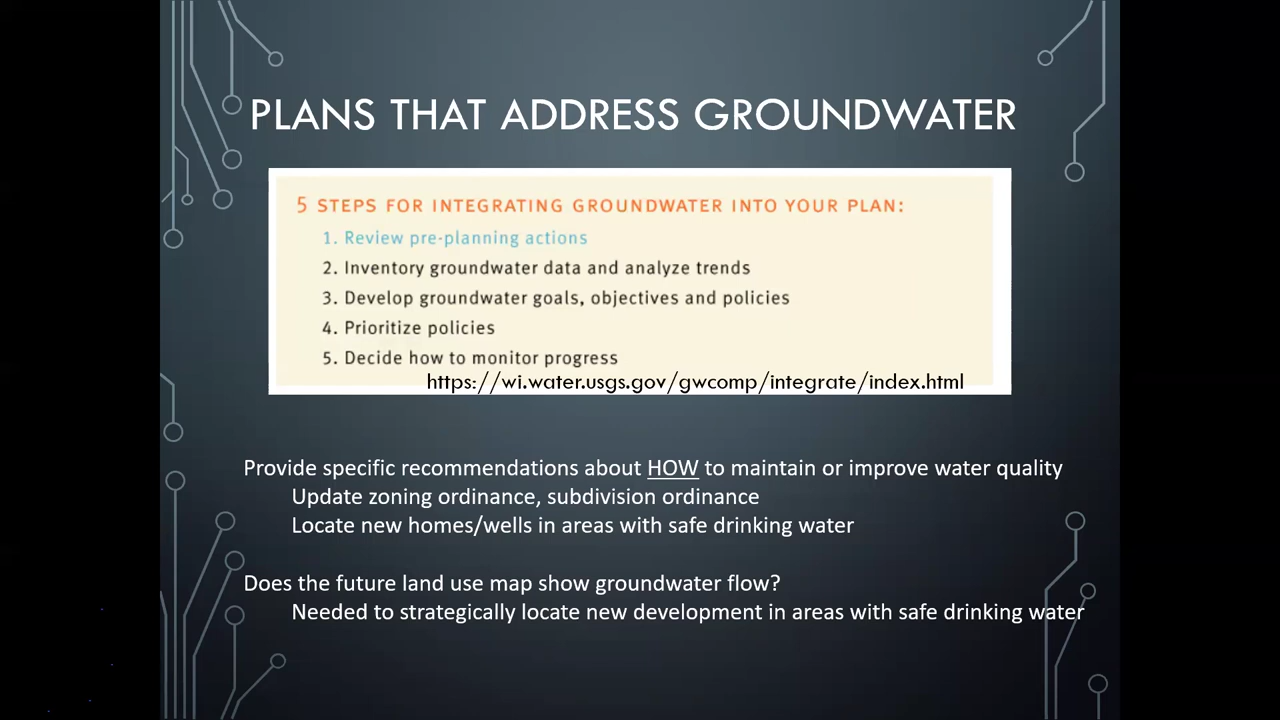 PLANS THAT ADDRESS GROUNDWATER
5 STEPS FOR INTEGRATING GROUNDWATER INTO YOUR PLAN:
1. Review pre-planning actions
2. Inventory groundwater data and analyze trends
3. Develop groundwater goals, objectives and policies
4. Prioritize policies
5. Decide how to monitor progress
https://wi.water.usgs.gov/gwcomp/integrate/index.html
Provide specific recommendations about HOW to maintain or improve water quality
Update zoning ordinance, subdivision ordinance
Locate new homes/wells in areas with safe drinking water
Does the future land use map show groundwater flow?
Needed to strategically locate new development in areas with safe drinking water